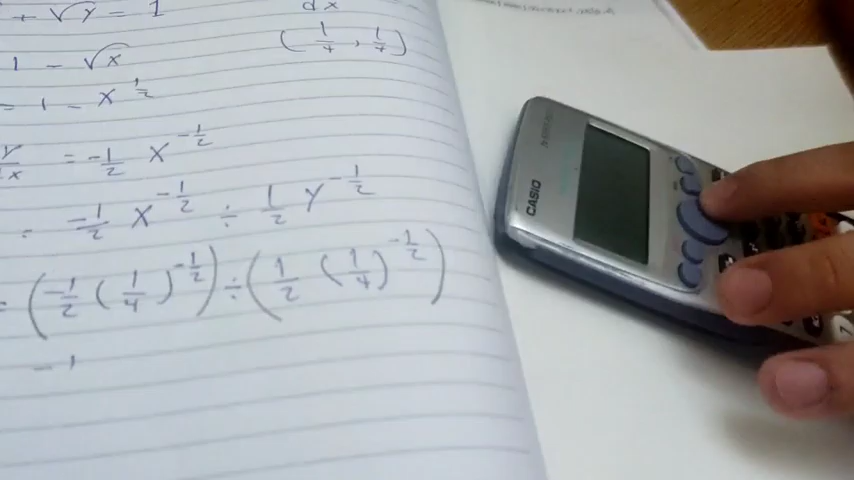 + √y = 1
dx
1 - √x
(1/4, 1/4)
= 1 - x^1/2
y/dx = -1/2 x^-1/2
= -1/2 x^-1/2 ÷ 1/2 y^-1/2
= (-1/2 (1/4)^-1/2) ÷ (1/2 (1/4)^-1/2)
-1
CASIO